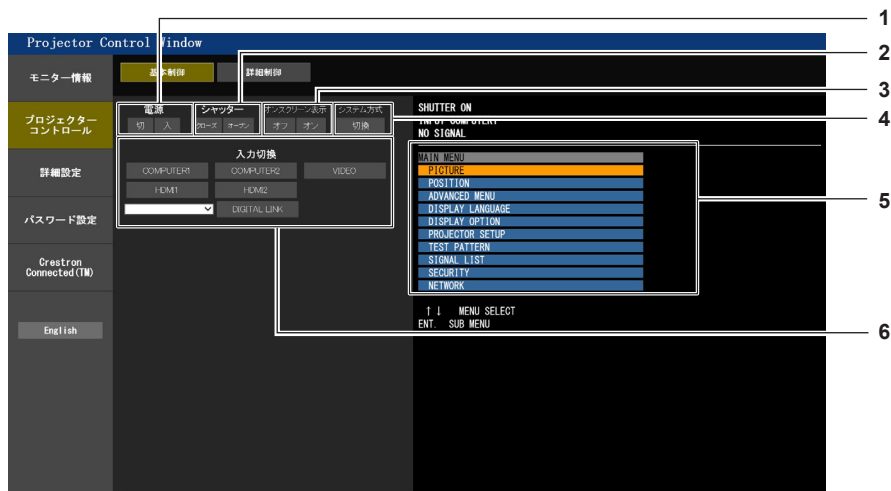 Projector Control Window
1
2
3
4
5
6
モニター情報
プロジェクター
コントロール
詳細設定
パスワード設定
Crestron
Connected(TM)
English
基本制御
詳細制御
電源
切 入
シャッター
クローズ オープン
オンスクリーン表示
オフ オン
システム方式
切換
入力切換
COMPUTER1 COMPUTER2 VIDEO
HDMI1 HDMI2
DIGITAL LINK
SHUTTER ON
INPUT COMPUTER1
NO SIGNAL
MAIN MENU
PICTURE
POSITION
ADVANCED MENU
DISPLAY LANGUAGE
DISPLAY OPTION
PROJECTOR SETUP
TEST PATTERN
SIGNAL LIST
SECURITY
NETWORK
↑↓ MENU SELECT
ENT. SUB MENU